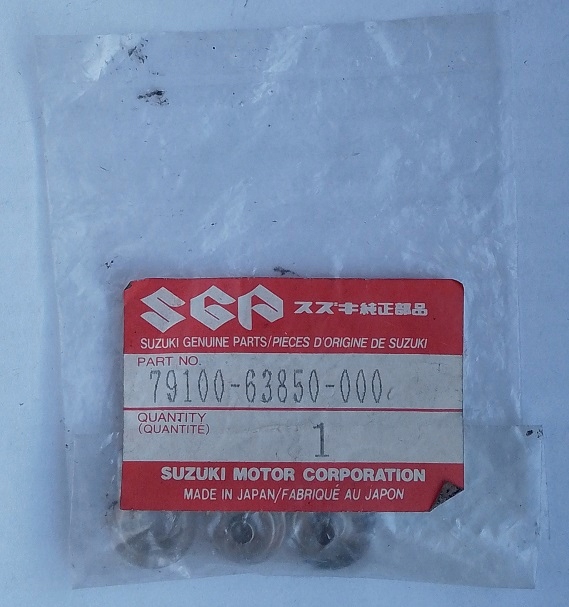 SGP スズキ純正部品
SUZUKI GENUINE PARTS/PIECES D'ORIGINE DE SUZUKI
PART NO.
79100-63850-000
QUANTITY
(QUANTITE)
1
SUZUKI MOTOR CORPORATION
MADE IN JAPAN/FABRIQUÉ AU JAPON